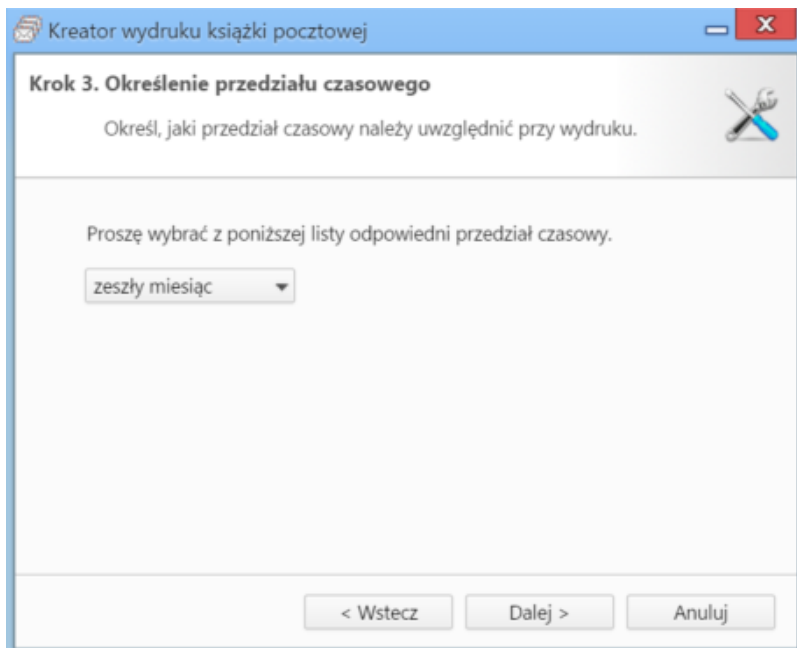 Kreator wydruku książki pocztowej
Krok 3. Określenie przedziału czasowego
Określ, jaki przedział czasowy należy uwzględnić przy wydruku.
Proszę wybrać z poniższej listy odpowiedni przedział czasowy.
zeszły miesiąc
< Wstecz Dalej > Anuluj